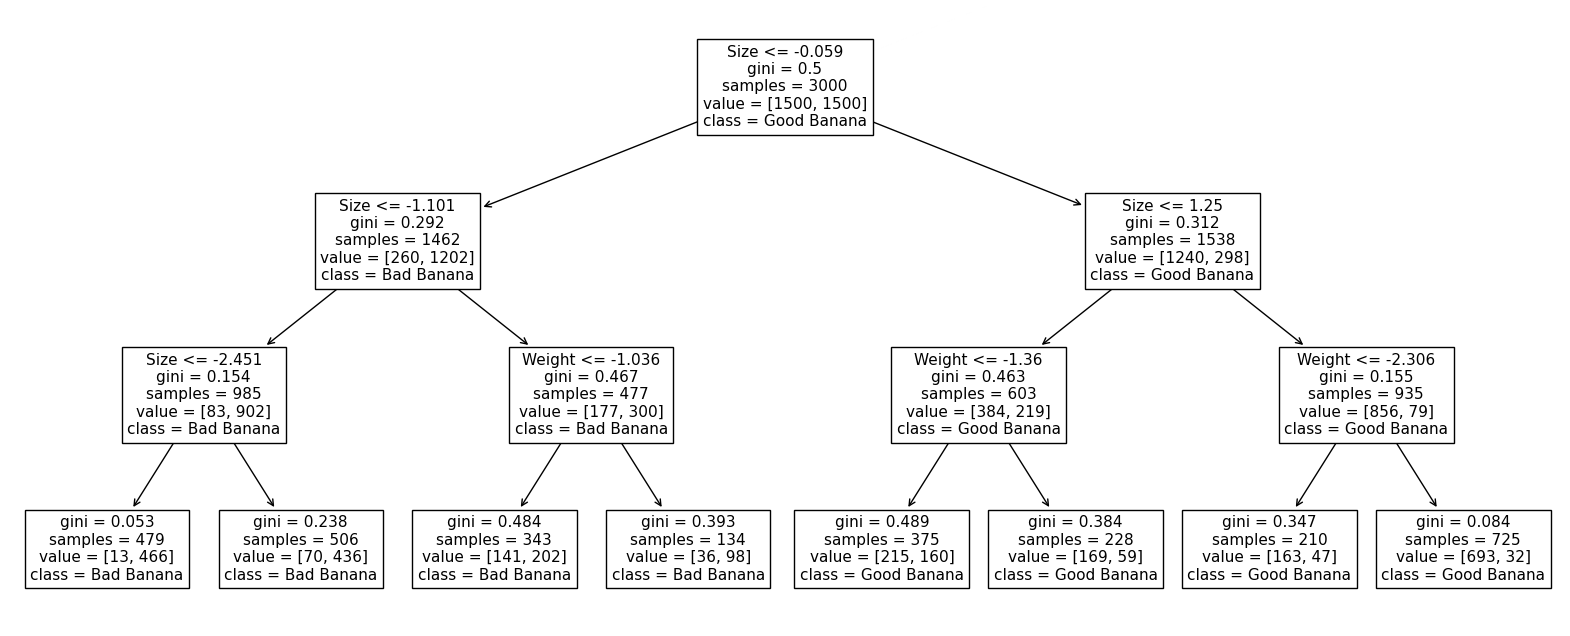 Size <= -0.059
gini = 0.5
samples = 3000
value = [1500, 1500]
class = Good Banana
Size <= -1.101
gini = 0.292
samples = 1462
value = [260, 1202]
class = Bad Banana
Size <= 1.25
gini = 0.312
samples = 1538
value = [1240, 298]
class = Good Banana
Size <= -2.451
gini = 0.154
samples = 985
value = [83, 902]
class = Bad Banana
Weight <= -1.036
gini = 0.467
samples = 477
value = [177, 300]
class = Bad Banana
Weight <= -1.36
gini = 0.463
samples = 603
value = [384, 219]
class = Good Banana
Weight <= -2.306
gini = 0.155
samples = 935
value = [856, 79]
class = Good Banana
gini = 0.053
samples = 479
value = [13, 466]
class = Bad Banana
gini = 0.238
samples = 506
value = [70, 436]
class = Bad Banana
gini = 0.484
samples = 343
value = [141, 202]
class = Bad Banana
gini = 0.393
samples = 134
value = [36, 98]
class = Bad Banana
gini = 0.489
samples = 375
value = [215, 160]
class = Good Banana
gini = 0.384
samples = 228
value = [169, 59]
class = Good Banana
gini = 0.347
samples = 210
value = [163, 47]
class = Good Banana
gini = 0.084
samples = 725
value = [693, 32]
class = Good Banana